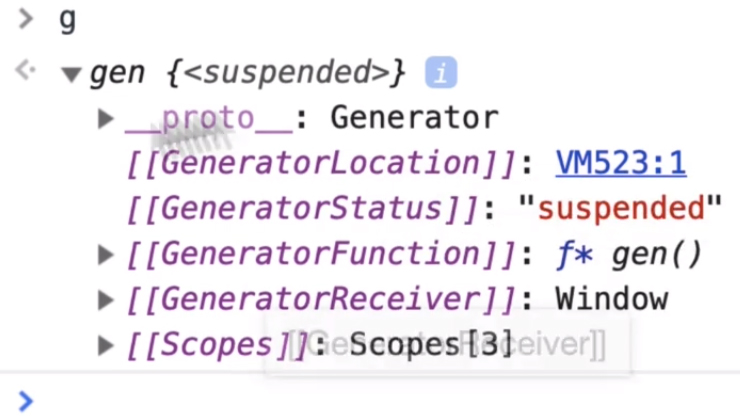 g
gen {<suspended>} i
__proto__: Generator
[[GeneratorLocation]]: VM523:1
[[GeneratorStatus]]: "suspended"
[[GeneratorFunction]]: ƒ* gen()
[[GeneratorReceiver]]: Window
[[Scopes]]: Scopes[3]
[[GeneratorReceiver]]